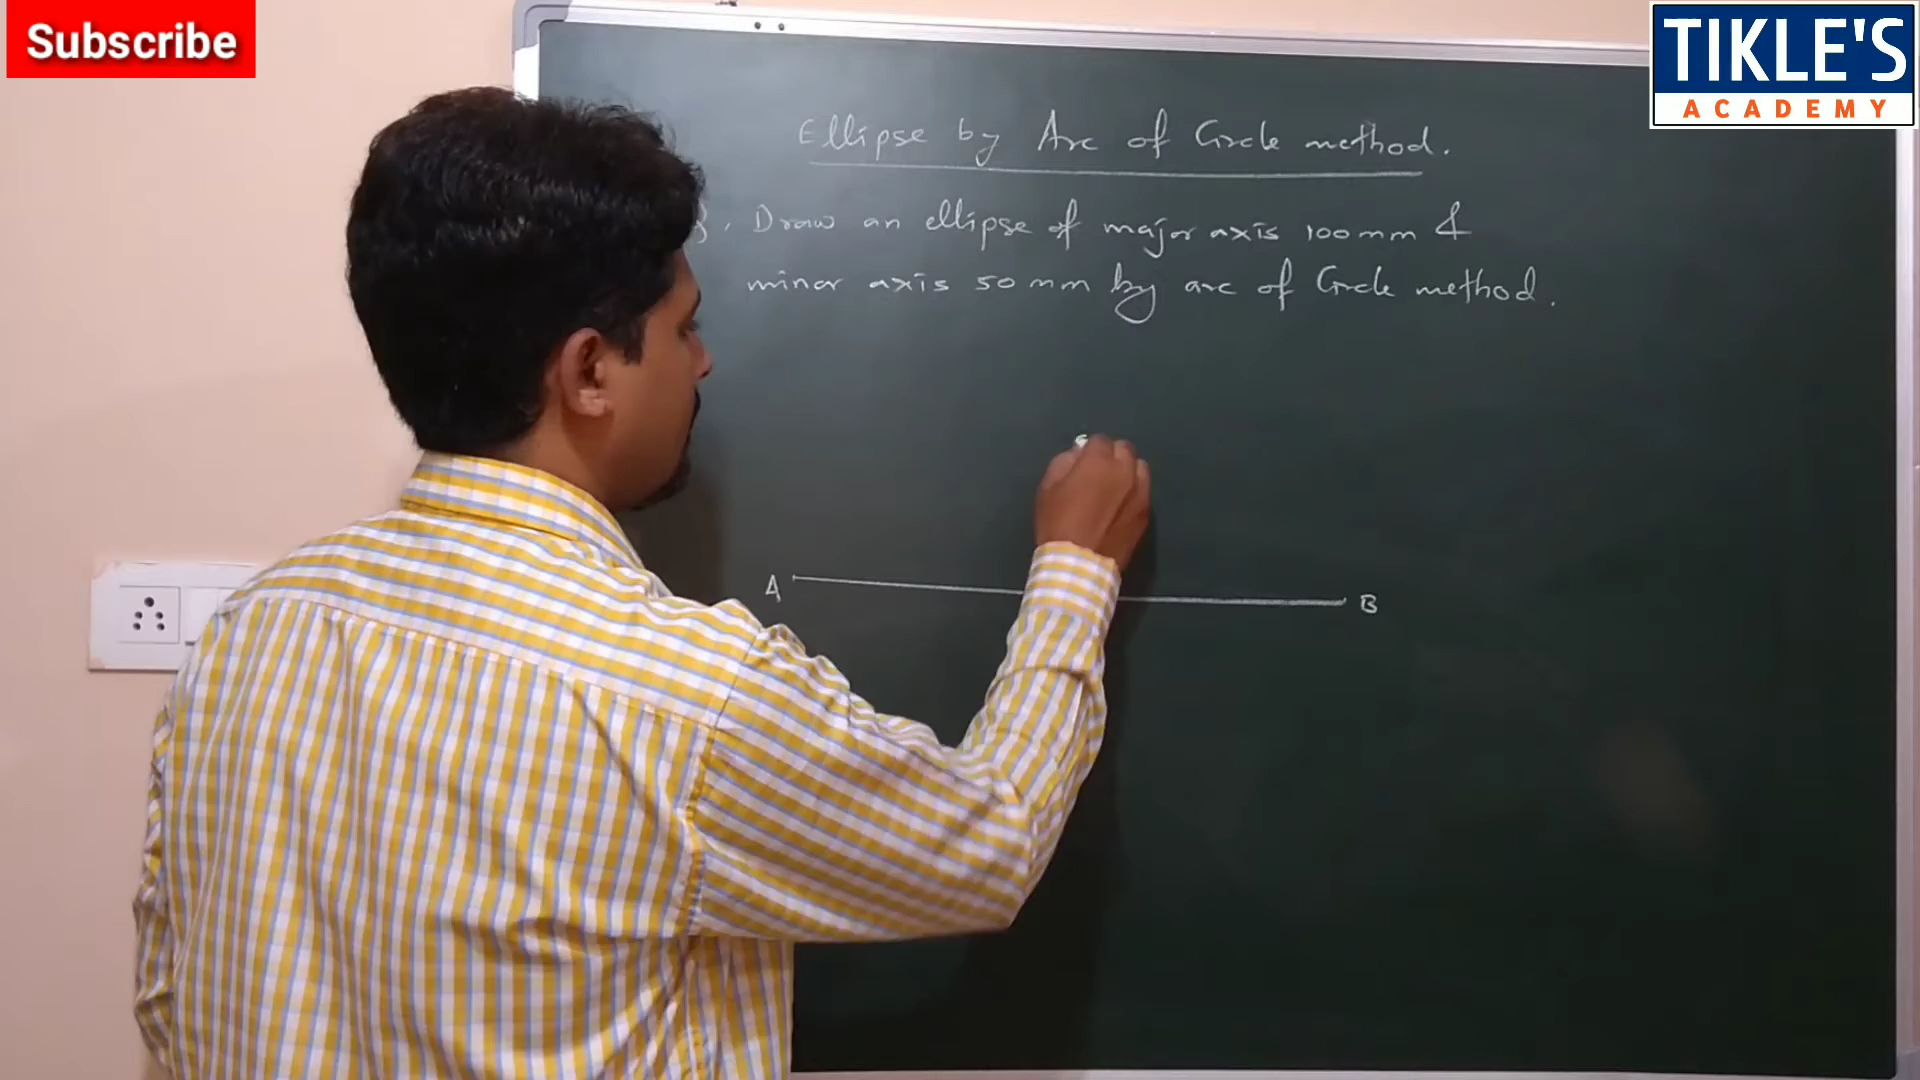 Subscribe
TIKLE'S
ACADEMY
Ellipse by Arc of Circle method.
Draw an ellipse of major axis 100mm &
minor axis 50 mm by arc of Circle method.
A
B